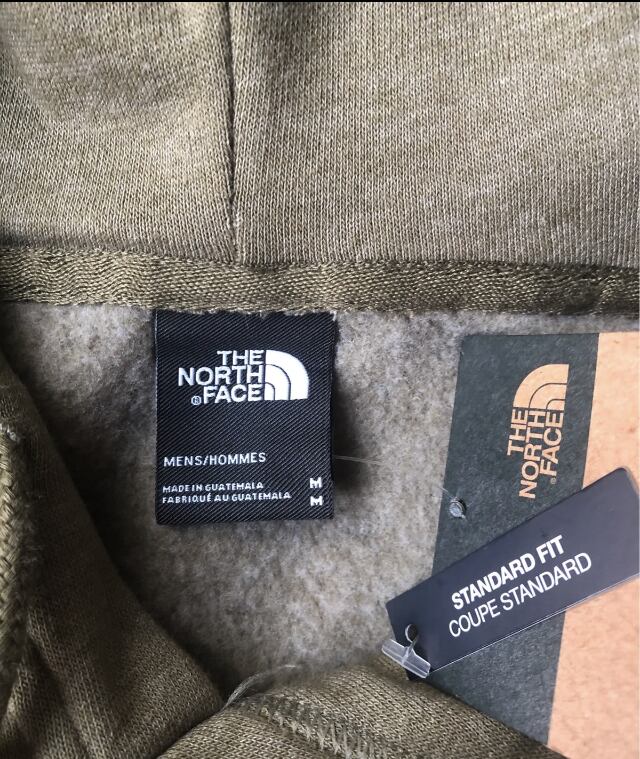 THE
NORTH
FACE
®
MENS/HOMMES
MADE IN GUATEMALA M
FABRIQUÉ AU GUATEMALA M
THE
NORTH
FACE
®
STANDARD FIT
COUPE STANDARD